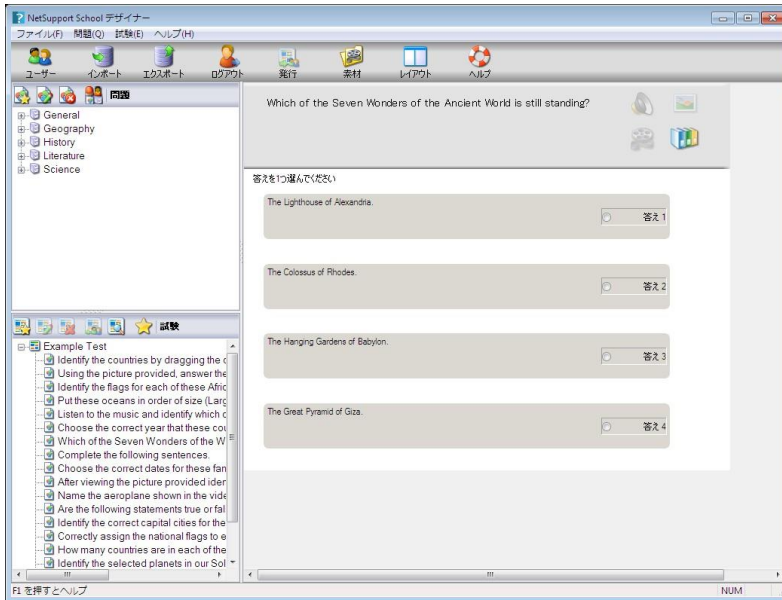 NetSupport School デザイナー
ファイル(F) 問題(Q) 試験(E) ヘルプ(H)
ユーザー インポート エクスポート ログアウト 発行 素材 レイアウト ヘルプ
問題
General
Geography
History
Literature
Science
Which of the Seven Wonders of the Ancient World is still standing?
答えを1つ選んでください
The Lighthouse of Alexandria.
答え 1
The Colossus of Rhodes.
答え 2
The Hanging Gardens of Babylon.
答え 3
The Great Pyramid of Giza.
答え 4
試験
Example Test
Identify the countries by dragging the c
Using the picture provided, answer the
Identify the flags for each of these Afric
Put these oceans in order of size (Larg
Listen to the music and identify which c
Choose the correct year that these cou
Which of the Seven Wonders of the W
Complete the following sentences.
Choose the correct dates for these fan
After viewing the picture provided iden
Name the aeroplane shown in the vide
Are the following statements true or fal
Identify the correct capital cities for the
Correctly assign the national flags to e
How many countries are in each of the
Identify the selected planets in our Sol
F1 を押すとヘルプ
NUM